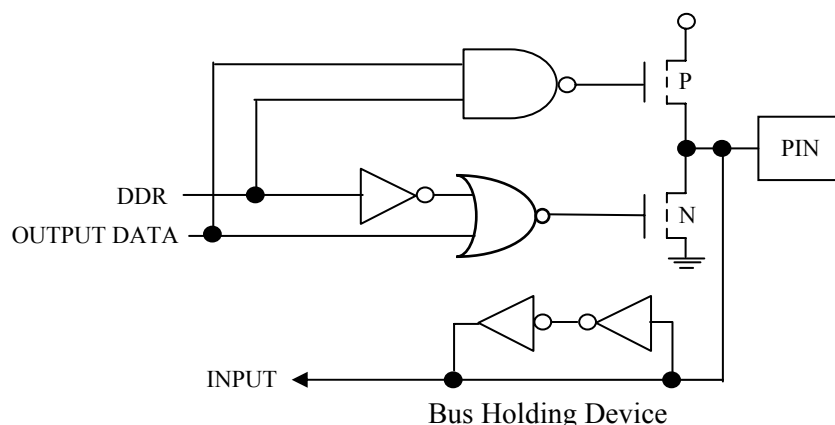 P
PIN
DDR
N
OUTPUT DATA
INPUT
Bus Holding Device